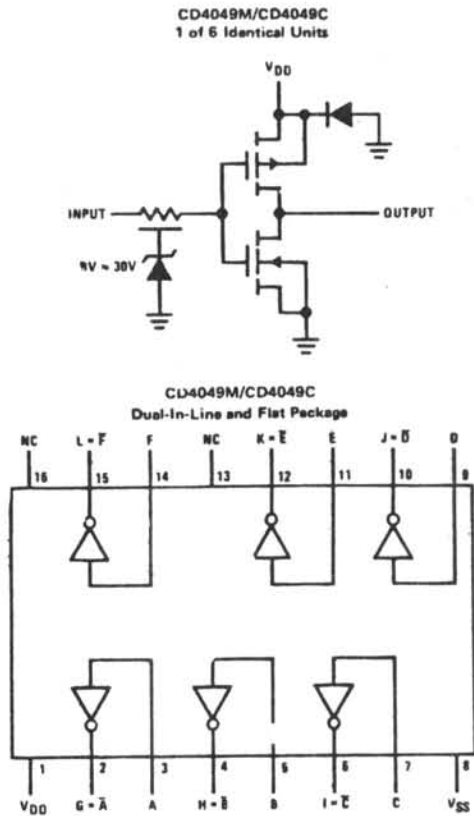 CD4049M/CD4049C
1 of 6 Identical Units
VDD
INPUT
OUTPUT
BV ≈ 30V
CD4049M/CD4049C
Dual-In-Line and Flat Package
NC L = F̅ F NC K = E̅ E J = D̅ D
16 15 14 13 12 11 10 9
1 2 3 4 5 6 7 8
VDD G = A̅ A H = B̅ B I = C̅ C VSS